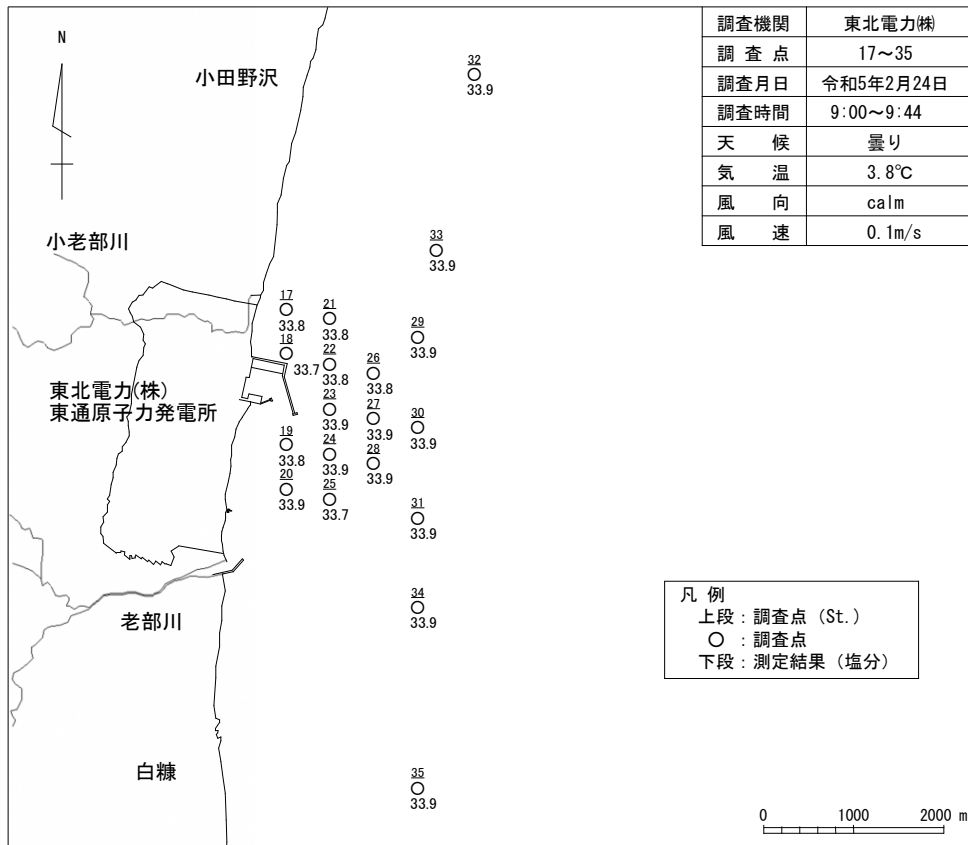 調査機関 東北電力㈱
調査点 17～35
調査月日 令和5年2月24日
調査時間 9:00～9:44
天候 曇り
気温 3.8℃
風向 calm
風速 0.1m/s
N
小田野沢
32
33.9
小老部川
33
33.9
17
33.8
21
33.8
18
33.7
22
33.8
29
33.9
26
33.8
東北電力(株)
東通原子力発電所
23
33.9
27
33.9
30
33.9
19
33.8
24
33.9
28
33.9
20
33.9
25
33.7
31
33.9
34
33.9
老部川
凡例
上段：調査点（St.）
○ ：調査点
下段：測定結果（塩分）
白糠
35
33.9
0 1000 2000 m